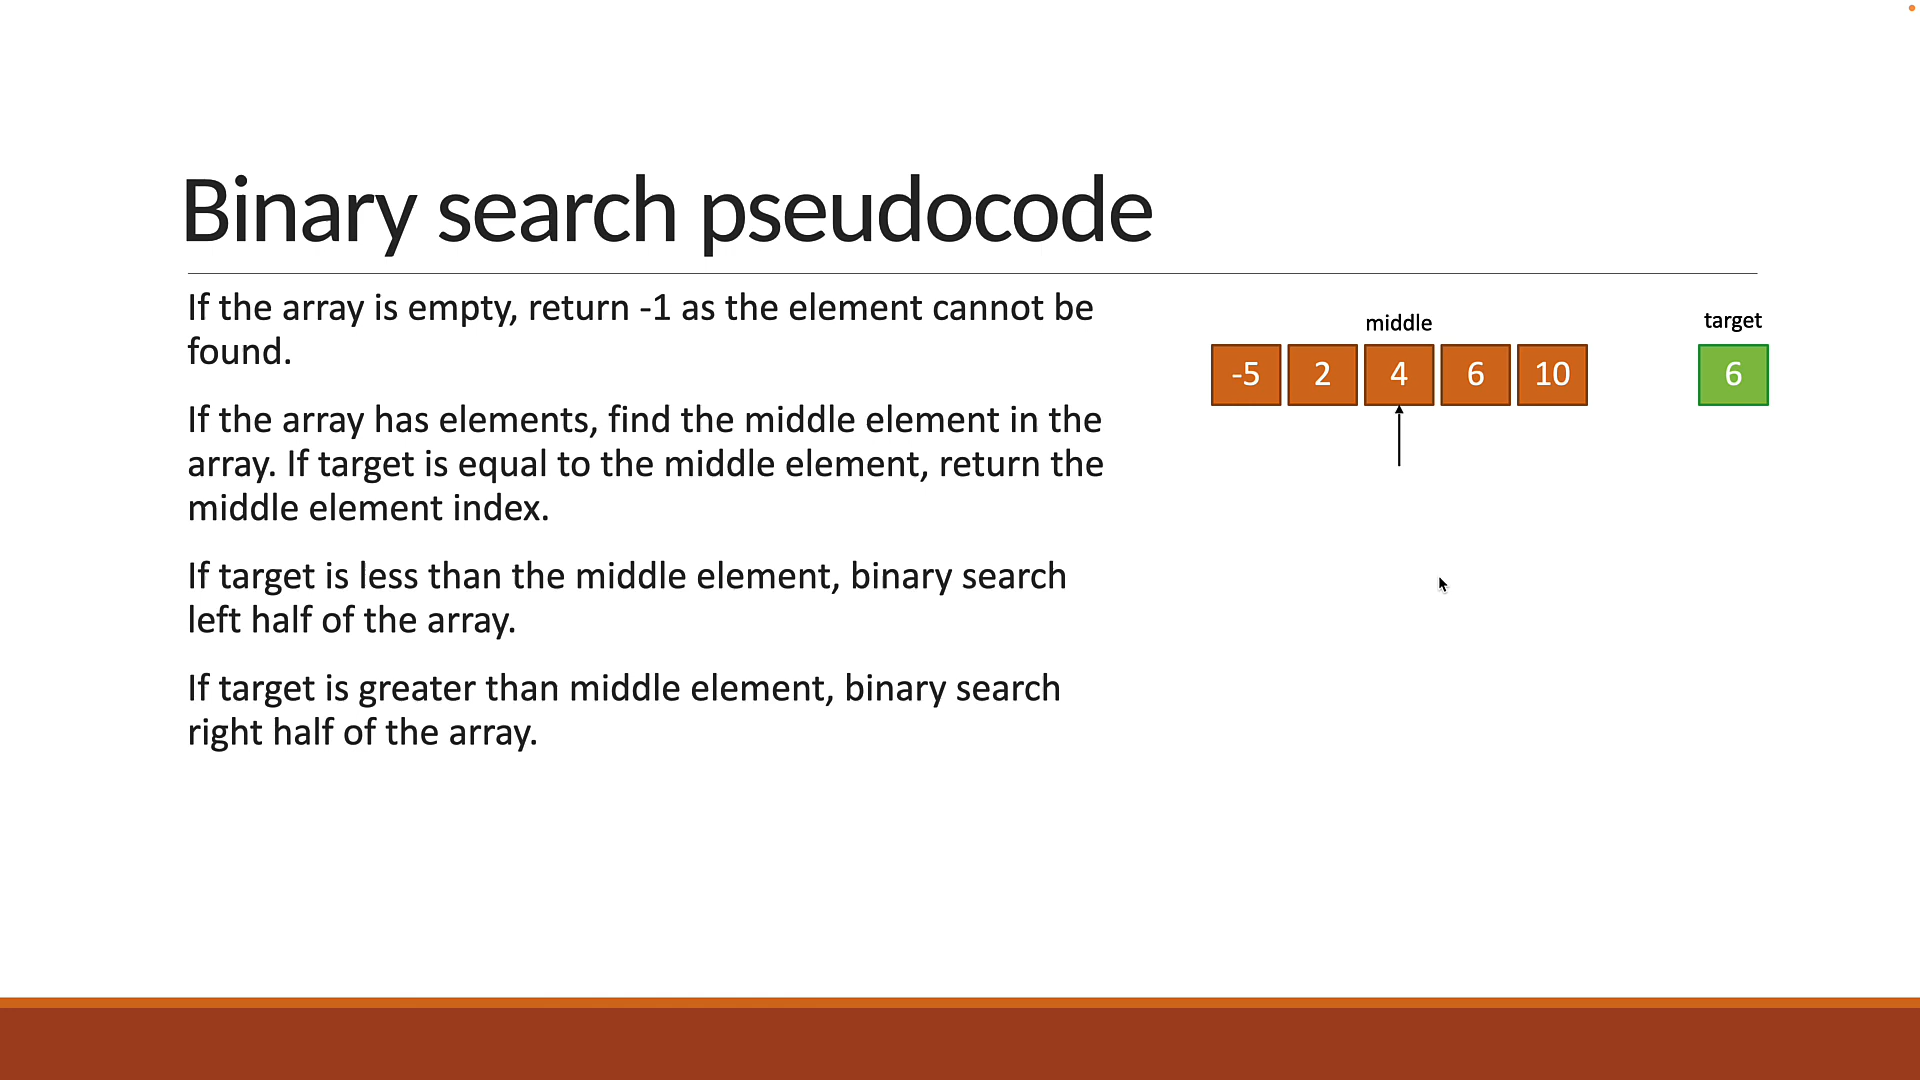 Binary search pseudocode
If the array is empty, return -1 as the element cannot be
found.
If the array has elements, find the middle element in the
array. If target is equal to the middle element, return the
middle element index.
If target is less than the middle element, binary search
left half of the array.
If target is greater than middle element, binary search
right half of the array.
middle
target
-5 2 4 6 10
6